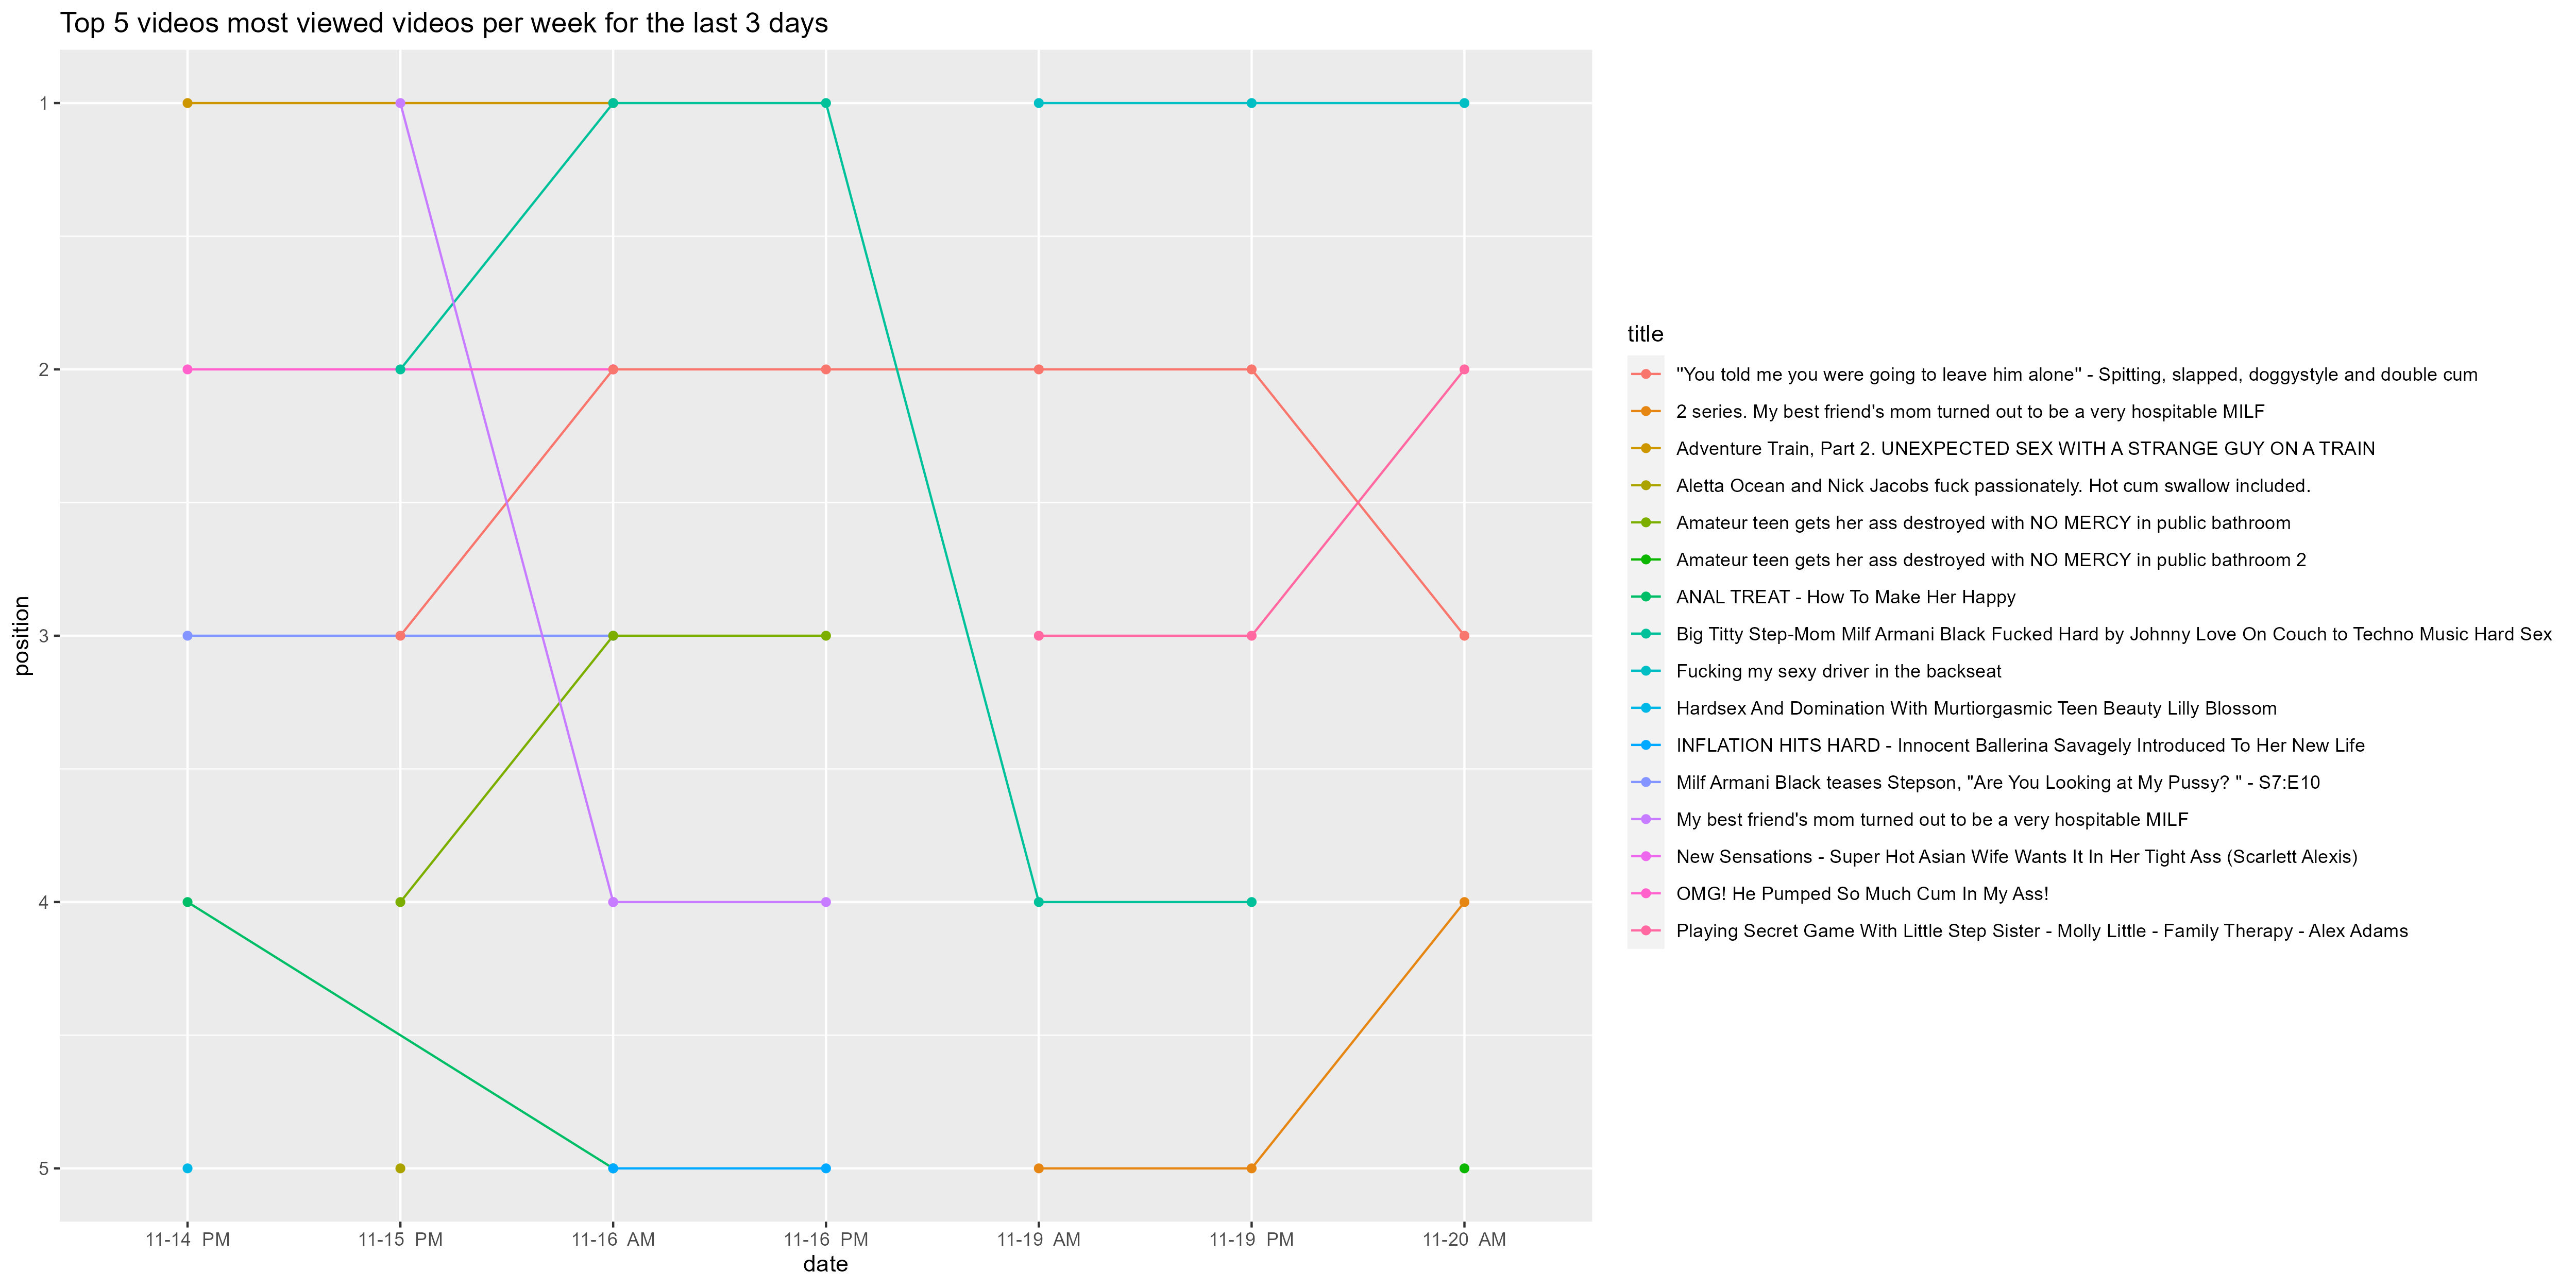 Top 5 videos most viewed videos per week for the last 3 days
1
2
3
4
5
position
11-14 PM
11-15 PM
11-16 AM
11-16 PM
11-19 AM
11-19 PM
11-20 AM
date
title
"You told me you were going to leave him alone" - Spitting, slapped, doggystyle and double cum
2 series. My best friend's mom turned out to be a very hospitable MILF
Adventure Train, Part 2. UNEXPECTED SEX WITH A STRANGE GUY ON A TRAIN
Aletta Ocean and Nick Jacobs fuck passionately. Hot cum swallow included.
Amateur teen gets her ass destroyed with NO MERCY in public bathroom
Amateur teen gets her ass destroyed with NO MERCY in public bathroom 2
ANAL TREAT - How To Make Her Happy
Big Titty Step-Mom Milf Armani Black Fucked Hard by Johnny Love On Couch to Techno Music Hard Sex
Fucking my sexy driver in the backseat
Hardsex And Domination With Murtiorgasmic Teen Beauty Lilly Blossom
INFLATION HITS HARD - Innocent Ballerina Savagely Introduced To Her New Life
Milf Armani Black teases Stepson, "Are You Looking at My Pussy? " - S7:E10
My best friend's mom turned out to be a very hospitable MILF
New Sensations - Super Hot Asian Wife Wants It In Her Tight Ass (Scarlett Alexis)
OMG! He Pumped So Much Cum In My Ass!
Playing Secret Game With Little Step Sister - Molly Little - Family Therapy - Alex Adams